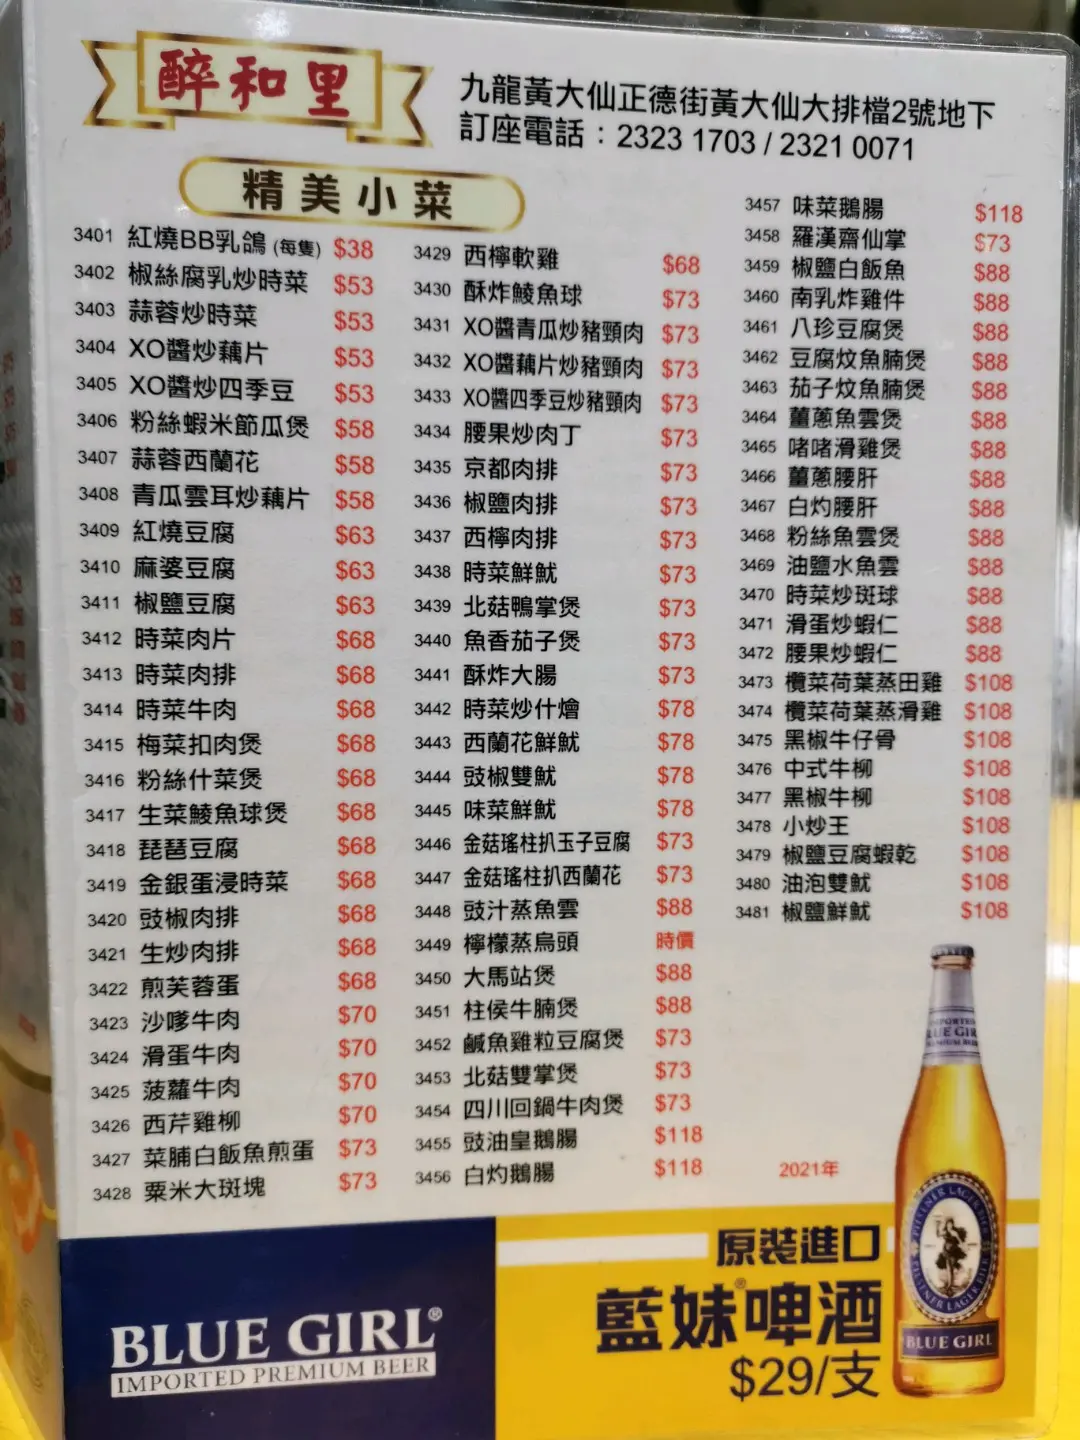 醉和里
九龍黃大仙正德街黃大仙大排檔2號地下
訂座電話：2323 1703 / 2321 0071
精美小菜
3401 紅燒BB乳鴿 (每隻) $38
3402 椒絲腐乳炒時菜 $53
3403 蒜蓉炒時菜 $53
3404 XO醬炒藕片 $53
3405 XO醬炒四季豆 $53
3406 粉絲蝦米節瓜煲 $58
3407 蒜蓉西蘭花 $58
3408 青瓜雲耳炒藕片 $58
3409 紅燒豆腐 $63
3410 麻婆豆腐 $63
3411 椒鹽豆腐 $63
3412 時菜肉片 $68
3413 時菜肉排 $68
3414 時菜牛肉 $68
3415 梅菜扣肉煲 $68
3416 粉絲什菜煲 $68
3417 生菜鯪魚球煲 $68
3418 琵琶豆腐 $68
3419 金銀蛋浸時菜 $68
3420 豉椒肉排 $68
3421 生炒肉排 $68
3422 煎芙蓉蛋 $68
3423 沙嗲牛肉 $70
3424 滑蛋牛肉 $70
3425 菠蘿牛肉 $70
3426 西芹雞柳 $70
3427 菜脯白飯魚煎蛋 $73
3428 粟米大斑塊 $73
3429 西檸軟雞 $68
3430 酥炸鯪魚球 $73
3431 XO醬青瓜炒豬頸肉 $73
3432 XO醬藕片炒豬頸肉 $73
3433 XO醬四季豆炒豬頸肉 $73
3434 腰果炒肉丁 $73
3435 京都肉排 $73
3436 椒鹽肉排 $73
3437 西檸肉排 $73
3438 時菜鮮魷 $73
3439 北菇鴨掌煲 $73
3440 魚香茄子煲 $73
3441 酥炸大腸 $73
3442 時菜炒什燴 $78
3443 西蘭花鮮魷 $78
3444 豉椒雙魷 $78
3445 味菜鮮魷 $78
3446 金菇瑤柱扒玉子豆腐 $73
3447 金菇瑤柱扒西蘭花 $73
3448 豉汁蒸魚雲 $88
3449 檸檬蒸烏頭 時價
3450 大馬站煲 $88
3451 柱侯牛腩煲 $88
3452 鹹魚雞粒豆腐煲 $73
3453 北菇雙掌煲 $73
3454 四川回鍋牛肉煲 $73
3455 豉油皇鵝腸 $118
3456 白灼鵝腸 $118
3457 味菜鵝腸 $118
3458 羅漢齋仙掌 $73
3459 椒鹽白飯魚 $88
3460 南乳炸雞件 $88
3461 八珍豆腐煲 $88
3462 豆腐炆魚腩煲 $88
3463 茄子炆魚腩煲 $88
3464 薑蔥魚雲煲 $88
3465 啫啫滑雞煲 $88
3466 薑蔥腰肝 $88
3467 白灼腰肝 $88
3468 粉絲魚雲煲 $88
3469 油鹽水魚雲 $88
3470 時菜炒斑球 $88
3471 滑蛋炒蝦仁 $88
3472 腰果炒蝦仁 $88
3473 欖菜荷葉蒸田雞 $108
3474 欖菜荷葉蒸滑雞 $108
3475 黑椒牛仔骨 $108
3476 中式牛柳 $108
3477 黑椒牛柳 $108
3478 小炒王 $108
3479 椒鹽豆腐蝦乾 $108
3480 油泡雙魷 $108
3481 椒鹽鮮魷 $108
2021年
BLUE GIRL®
IMPORTED PREMIUM BEER
原裝進口
藍妹®啤酒
$29/支
BLUE GIRL
PILSNER LAGER BEER
BLUE GIRL